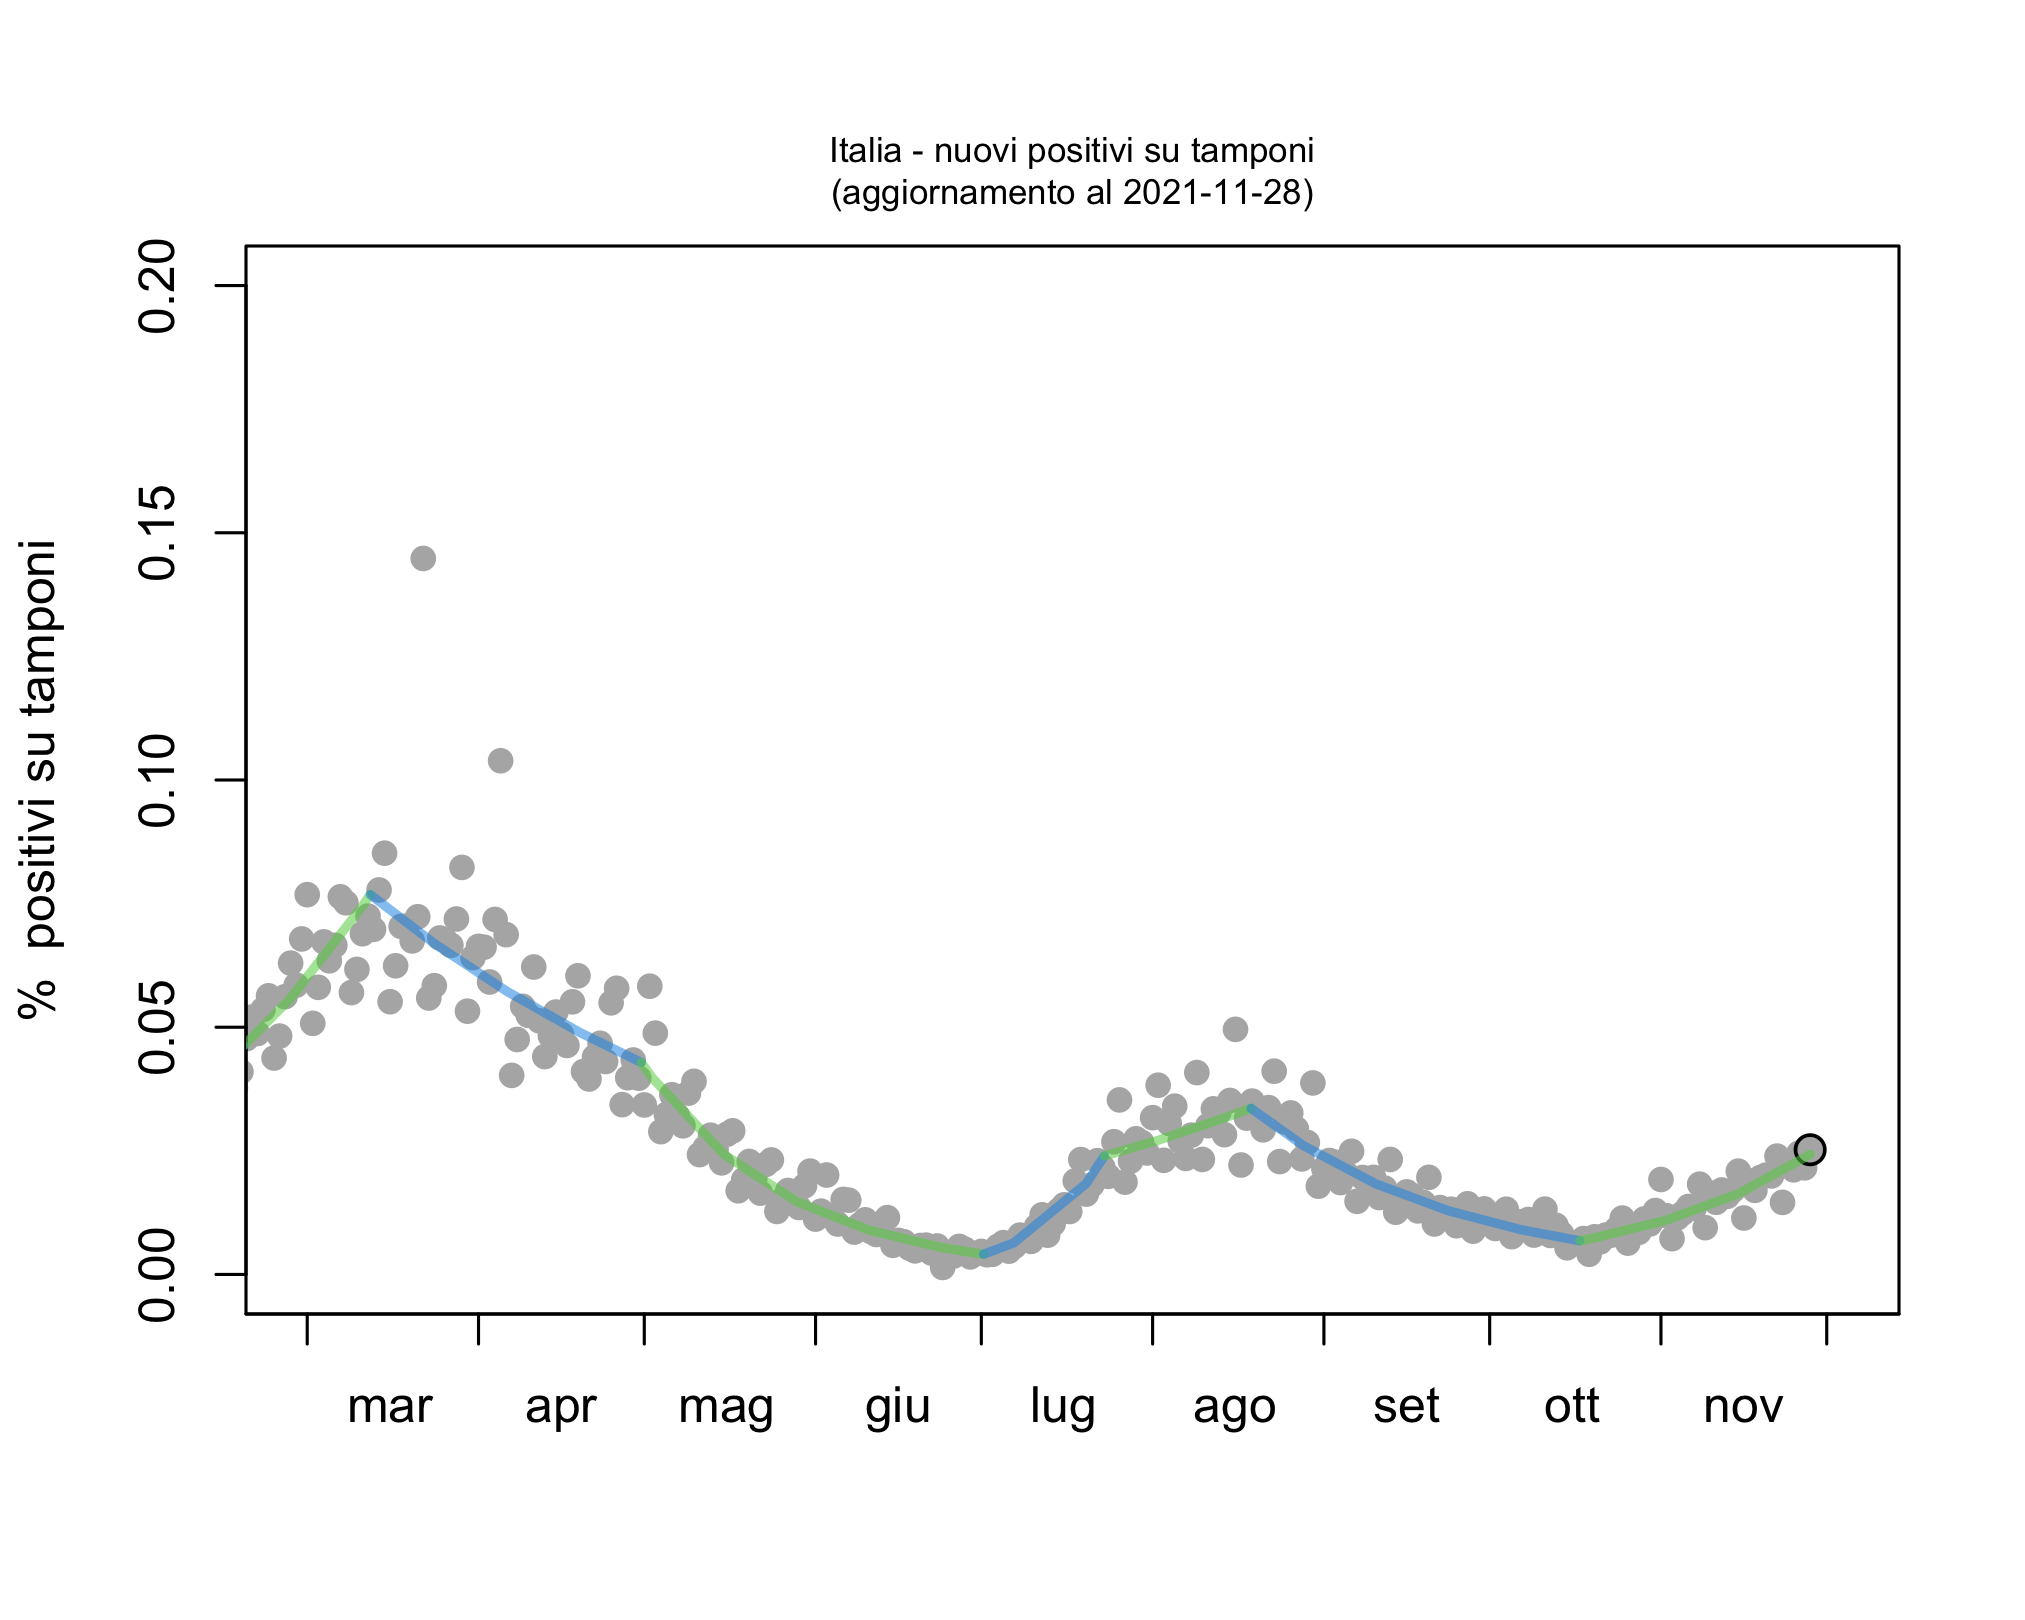 Italia - nuovi positivi su tamponi
(aggiornamento al 2021-11-28)
% positivi su tamponi
0.20
0.15
0.10
0.05
0.00
mar apr mag giu lug ago set ott nov